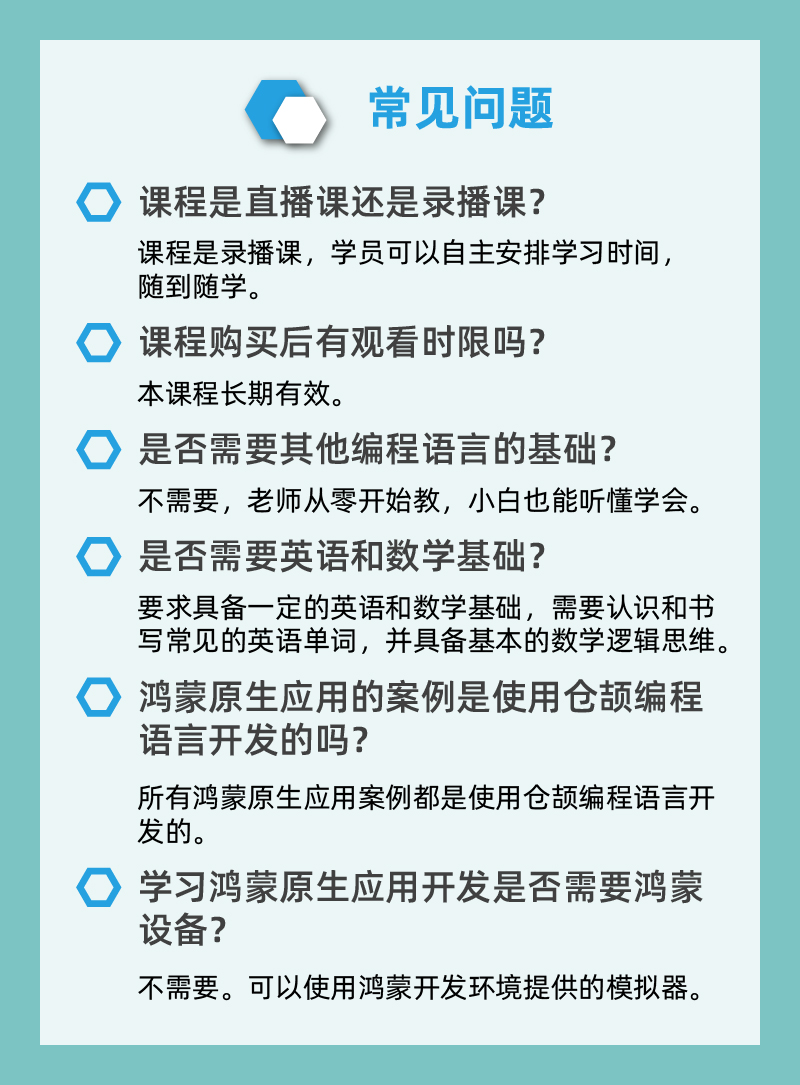 常见问题
课程是直播课还是录播课？
课程是录播课，学员可以自主安排学习时间，
随到随学。
课程购买后有观看时限吗？
本课程长期有效。
是否需要其他编程语言的基础？
不需要，老师从零开始教，小白也能听懂学会。
是否需要英语和数学基础？
要求具备一定的英语和数学基础，需要认识和书
写常见的英语单词，并具备基本的数学逻辑思维。
鸿蒙原生应用的案例是使用仓颉编程
语言开发的吗？
所有鸿蒙原生应用案例都是使用仓颉编程语言开
发的。
学习鸿蒙原生应用开发是否需要鸿蒙
设备？
不需要。可以使用鸿蒙开发环境提供的模拟器。